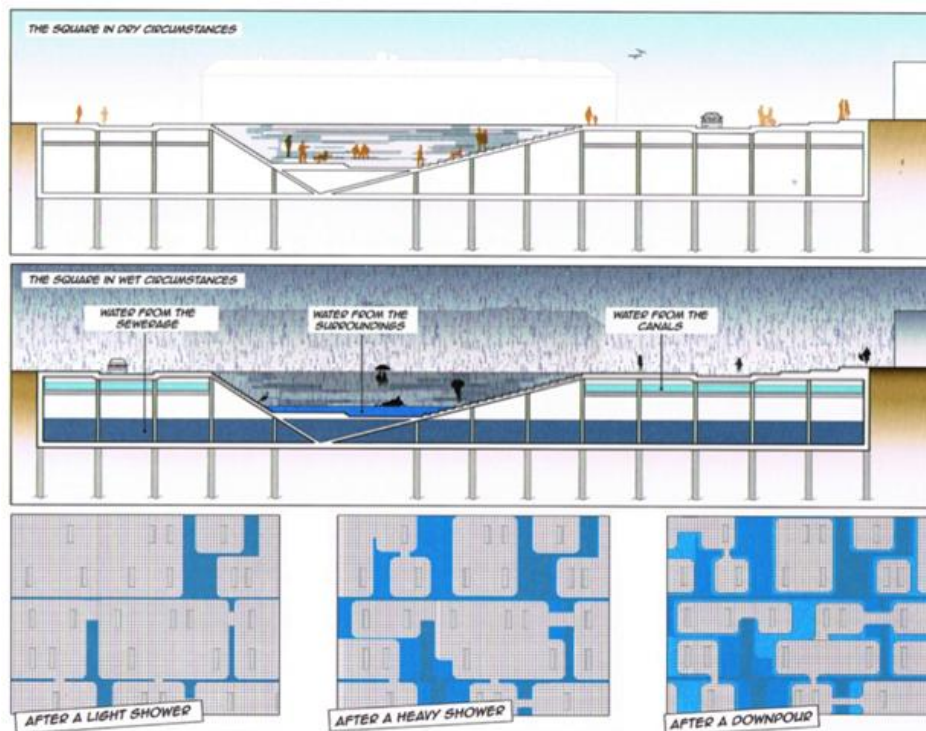 THE SQUARE IN DRY CIRCUMSTANCES
THE SQUARE IN WET CIRCUMSTANCES
WATER FROM THE
SEWERAGE
WATER FROM THE
SURROUNDINGS
WATER FROM THE
CANALS
AFTER A LIGHT SHOWER
AFTER A HEAVY SHOWER
AFTER A DOWNPOUR